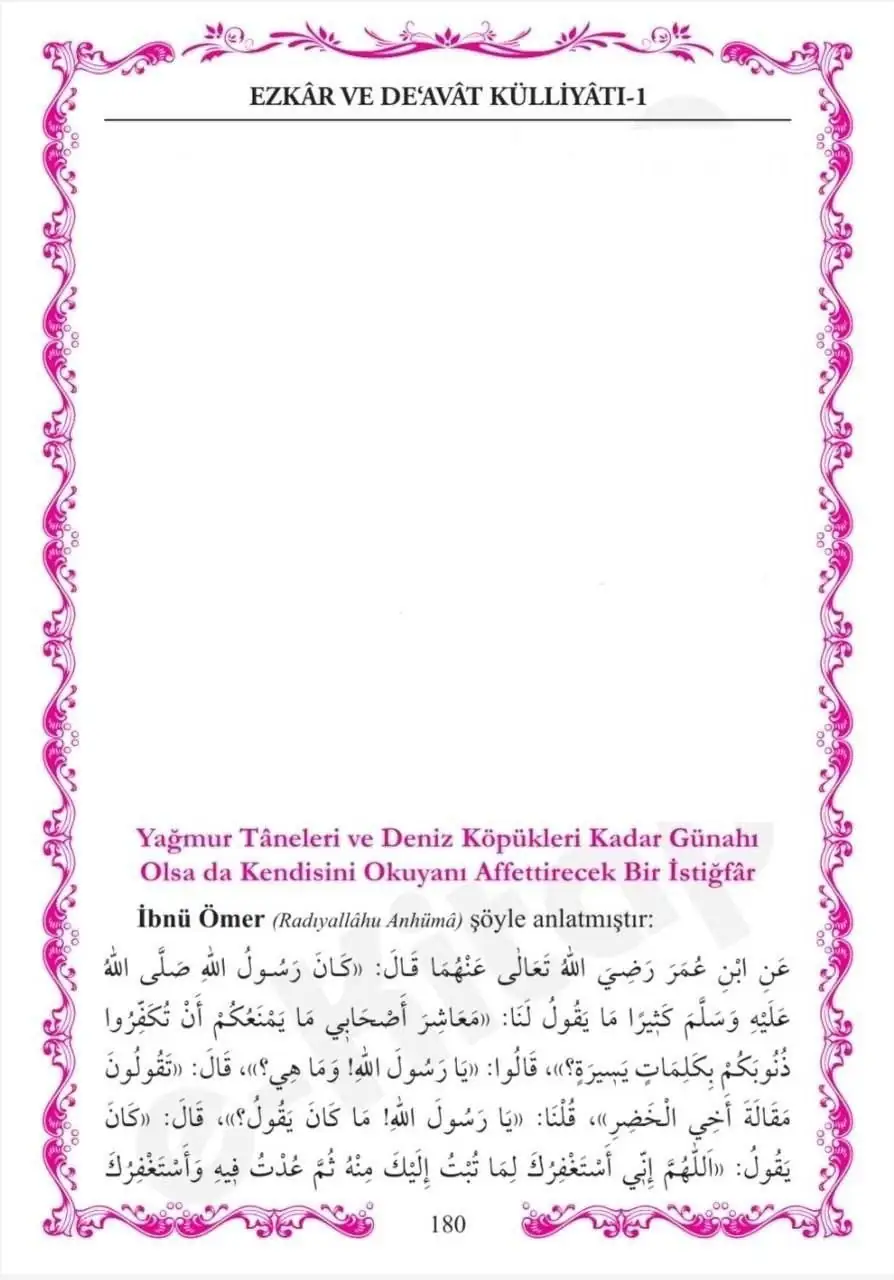 EZKÂR VE DE‘AVÂT KÜLLİYÂTI-1
Yağmur Tâneleri ve Deniz Köpükleri Kadar Günahı
Olsa da Kendisini Okuyanı Affettirecek Bir İstiğfâr
İbnü Ömer (Radıyallâhu Anhümâ) şöyle anlatmıştır:
عَنِ ابْنِ عُمَرَ رَضِيَ اللهُ تَعَالٰى عَنْهُمَا قَالَ: «كَانَ رَسُولُ اللهِ صَلَّى اللهُ
عَلَيْهِ وَسَلَّمَ كَثِيرًا مَا يَقُولُ لَنَا: «مَعَاشِرَ أَصْحَابِي مَا يَمْنَعُكُمْ أَنْ تُكَفِّرُوا
ذُنُوبَكُمْ بِكَلِمَاتٍ يَسِيرَةٍ؟»، قَالُوا: «يَا رَسُولَ اللهِ! وَمَا هِي؟»، قَالَ: «تَقُولُونَ
مَقَالَةَ أَخِي الْخَضِرِ»، قُلْنَا: «يَا رَسُولَ اللهِ! مَا كَانَ يَقُولُ؟»، قَالَ: «كَانَ
يَقُولُ: «اَللّٰهُمَّ إِنِّي أَسْتَغْفِرُكَ لِمَا تُبْتُ إِلَيْكَ مِنْهُ ثُمَّ عُدْتُ فِيهِ وَأَسْتَغْفِرُكَ
180
e-Kitap